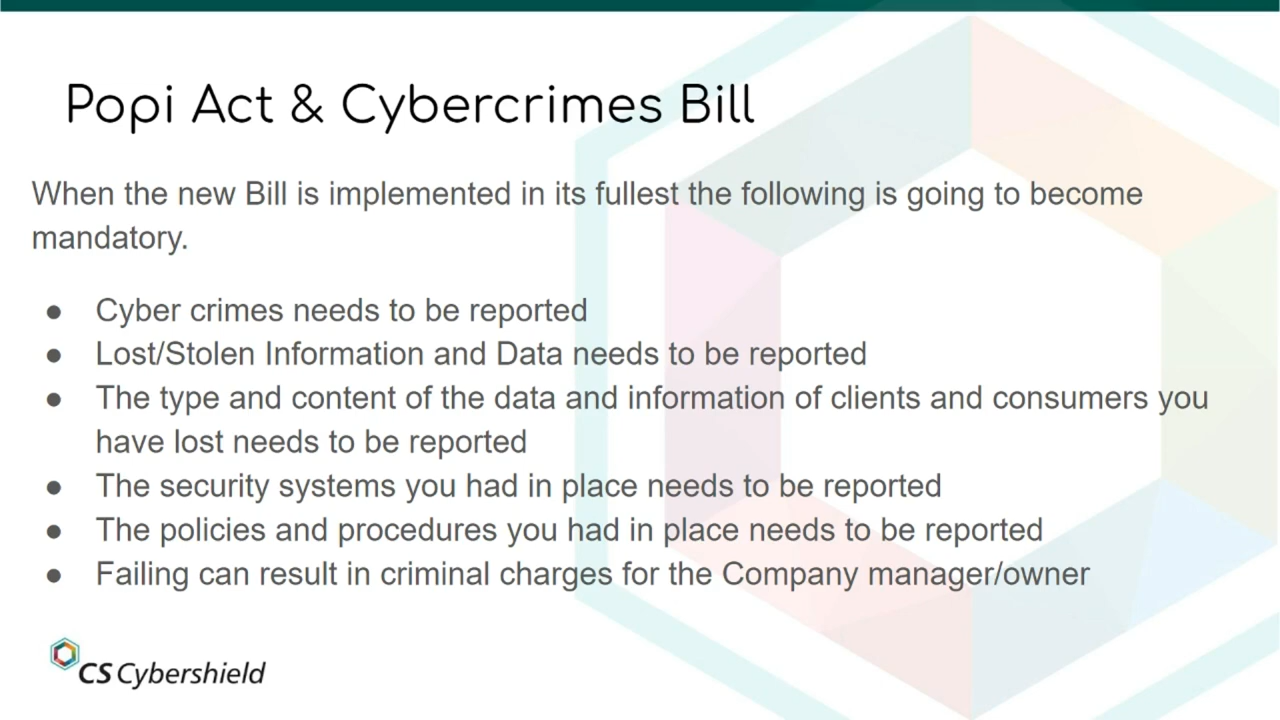 Popi Act & Cybercrimes Bill
When the new Bill is implemented in its fullest the following is going to become
mandatory.
● Cyber crimes needs to be reported
● Lost/Stolen Information and Data needs to be reported
● The type and content of the data and information of clients and consumers you
have lost needs to be reported
● The security systems you had in place needs to be reported
● The policies and procedures you had in place needs to be reported
● Failing can result in criminal charges for the Company manager/owner
CS Cybershield